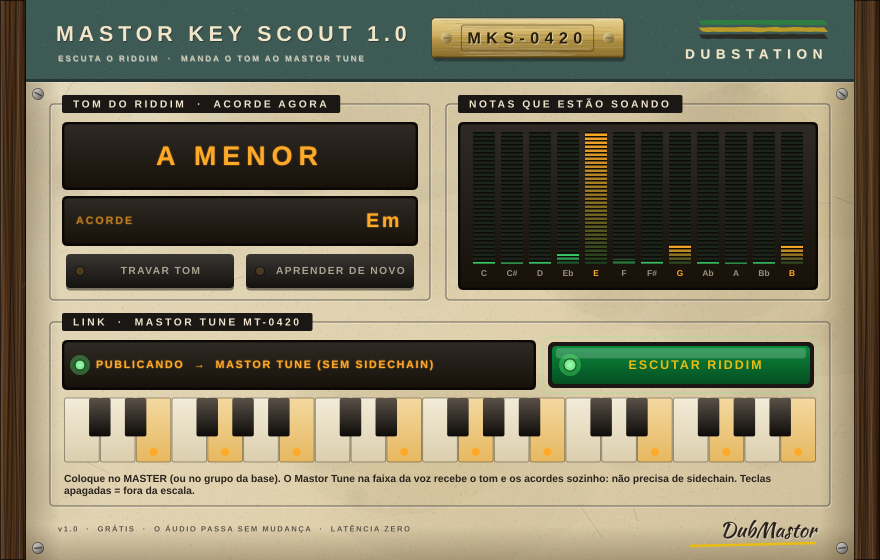 MASTOR KEY SCOUT 1.0
ESCUTA O RIDDIM · MANDA O TOM AO MASTOR TUNE
MKS-0420
DUBSTATION
TOM DO RIDDIM · ACORDE AGORA
A MENOR
ACORDE Em
TRAVAR TOM
APRENDER DE NOVO
NOTAS QUE ESTÃO SOANDO
C C# D Eb E F F# G Ab A Bb B
LINK · MASTOR TUNE MT-0420
PUBLICANDO → MASTOR TUNE (SEM SIDECHAIN)
ESCUTAR RIDDIM
Coloque no MASTER (ou no grupo da base). O Mastor Tune na faixa da voz recebe o tom e os acordes sozinho: não precisa de sidechain. Teclas
apagadas = fora da escala.
v1.0 · GRÁTIS · O ÁUDIO PASSA SEM MUDANÇA · LATÊNCIA ZERO
DubMastor